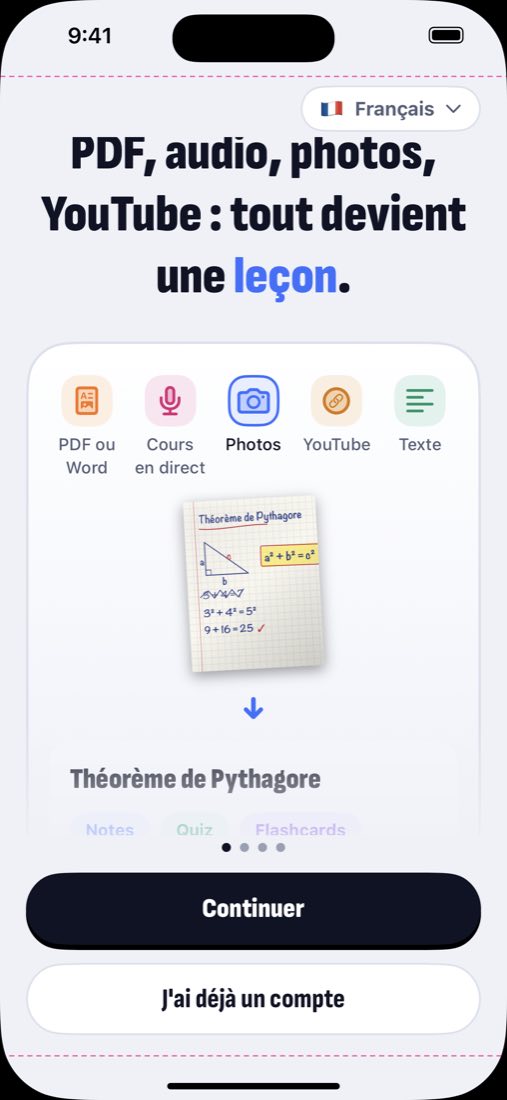 9:41
Français
PDF, audio, photos,
YouTube : tout devient
une leçon.
PDF ou
Word
Cours
en direct
Photos
YouTube
Texte
Théorème de Pythagore
a
b
a² + b² = c²
3² + 4² = 5²
9 + 16 = 25 ✓
Théorème de Pythagore
Notes
Quiz
Flashcards
Continuer
J'ai déjà un compte